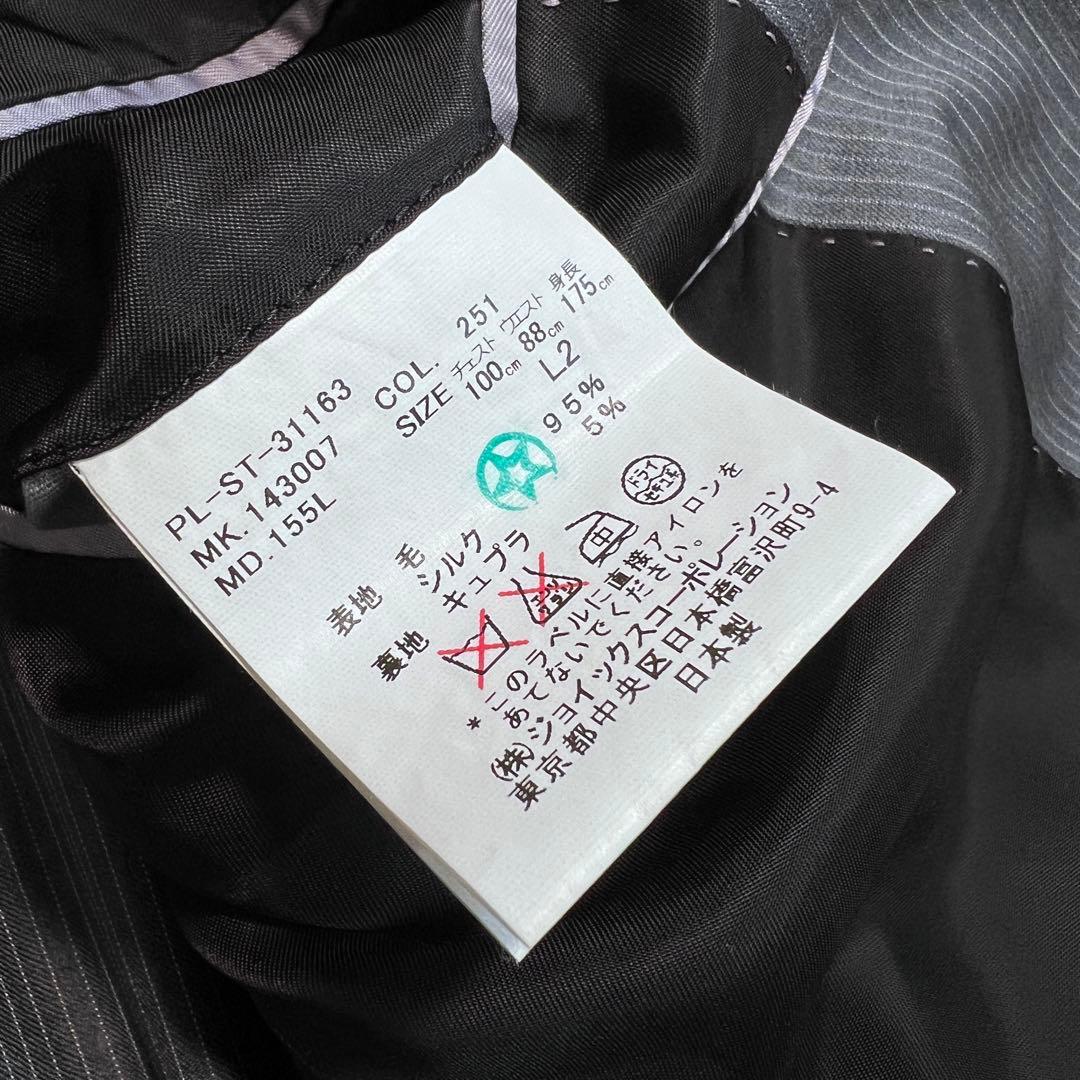 PL-ST-31163
MK. 143007
MD. 155L
COL. 251
SIZE チェスト ウエスト 身長
100cm 88cm 175cm
L2
表地 毛 95%
シルク 5%
裏地 キュプラ
ドライ
セキユ系
エンソ
中
*このラベルに直接アイロンを
あてないでください。
(株)ジョイックスコーポレーション
東京都中央区日本橋富沢町9-4
日本製